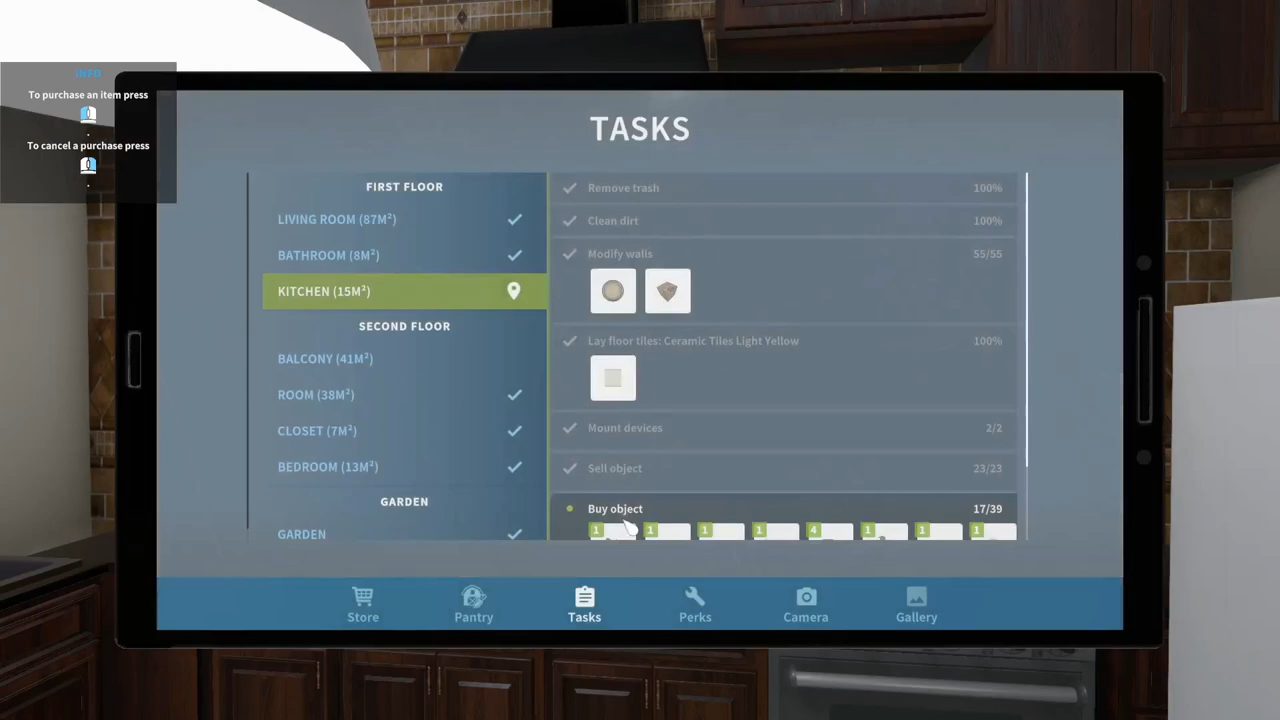 INFO
To purchase an item press
.
To cancel a purchase press
.
TASKS
FIRST FLOOR
LIVING ROOM (87M²)
BATHROOM (8M²)
KITCHEN (15M²)
SECOND FLOOR
BALCONY (41M²)
ROOM (38M²)
CLOSET (7M²)
BEDROOM (13M²)
GARDEN
GARDEN
Remove trash 100%
Clean dirt 100%
Modify walls 55/55
Lay floor tiles: Ceramic Tiles Light Yellow 100%
Mount devices 2/2
Sell object 23/23
Buy object 17/39
1 1 1 1 4 1 1 1
Store Pantry Tasks Perks Camera Gallery